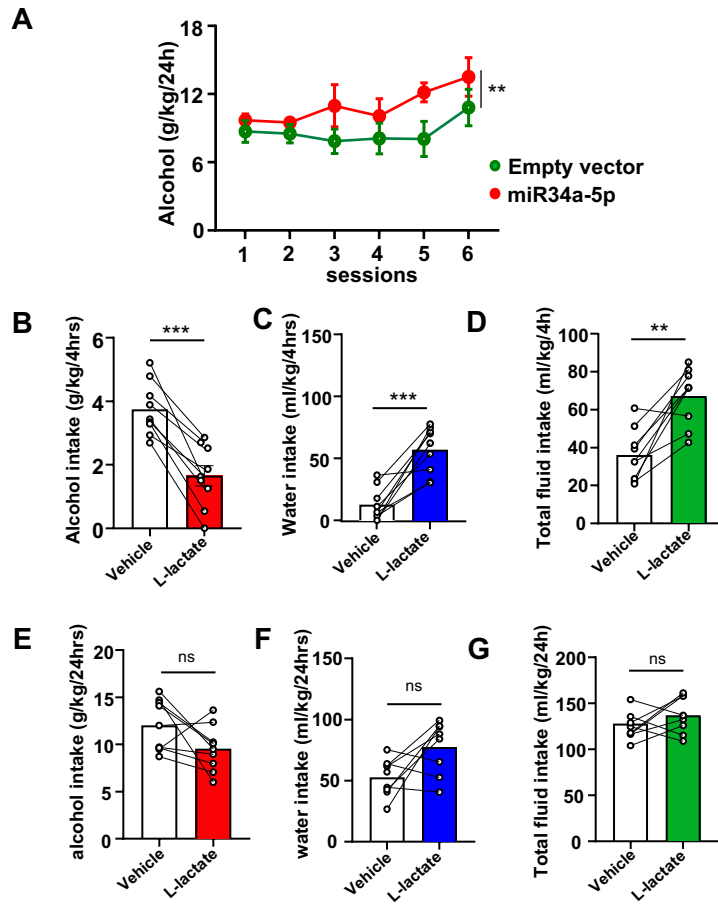 A
Alcohol (g/kg/24h)
18
12
6
0
**
Empty vector
miR34a-5p
1 2 3 4 5 6
sessions
B
Alcohol intake (g/kg/4hrs)
6
4
2
0
***
Vehicle
L-lactate
C
Water intake (ml/kg/4hrs)
150
100
50
0
***
Vehicle
L-lactate
D
Total fluid intake (ml/kg/4h)
100
80
60
40
20
0
**
Vehicle
L-lactate
E
alcohol intake (g/kg/24hrs)
20
15
10
5
0
ns
Vehicle
L-lactate
F
water intake (ml/kg/24hrs)
150
100
50
0
ns
Vehicle
L-lactate
G
Total fluid intake (ml/kg/24h)
200
150
100
50
0
ns
Vehicle
L-lactate